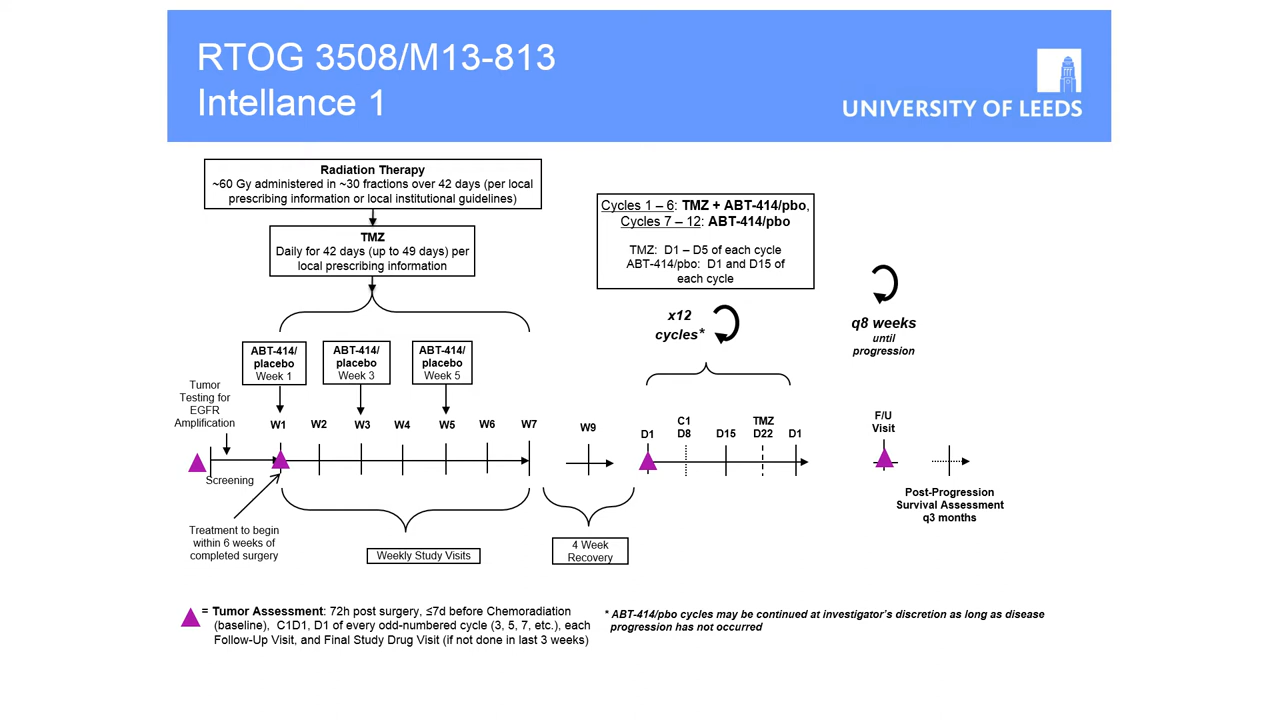 RTOG 3508/M13-813
Intellance 1
UNIVERSITY OF LEEDS
Radiation Therapy
~60 Gy administered in ~30 fractions over 42 days (per local
prescribing information or local institutional guidelines)
TMZ
Daily for 42 days (up to 49 days) per
local prescribing information
Cycles 1 – 6: TMZ + ABT-414/pbo,
Cycles 7 – 12: ABT-414/pbo
TMZ: D1 – D5 of each cycle
ABT-414/pbo: D1 and D15 of
each cycle
x12
cycles*
q8 weeks
until
progression
ABT-414/
placebo
Week 1
ABT-414/
placebo
Week 3
ABT-414/
placebo
Week 5
Tumor
Testing for
EGFR
Amplification
W1
W2
W3
W4
W5
W6
W7
W9
D1
C1
D8
D15
TMZ
D22
D1
F/U
Visit
Screening
Treatment to begin
within 6 weeks of
completed surgery
Weekly Study Visits
4 Week
Recovery
Post-Progression
Survival Assessment
q3 months
= Tumor Assessment: 72h post surgery, ≤7d before Chemoradiation
(baseline), C1D1, D1 of every odd-numbered cycle (3, 5, 7, etc.), each
Follow-Up Visit, and Final Study Drug Visit (if not done in last 3 weeks)
* ABT-414/pbo cycles may be continued at investigator's discretion as long as disease
progression has not occurred